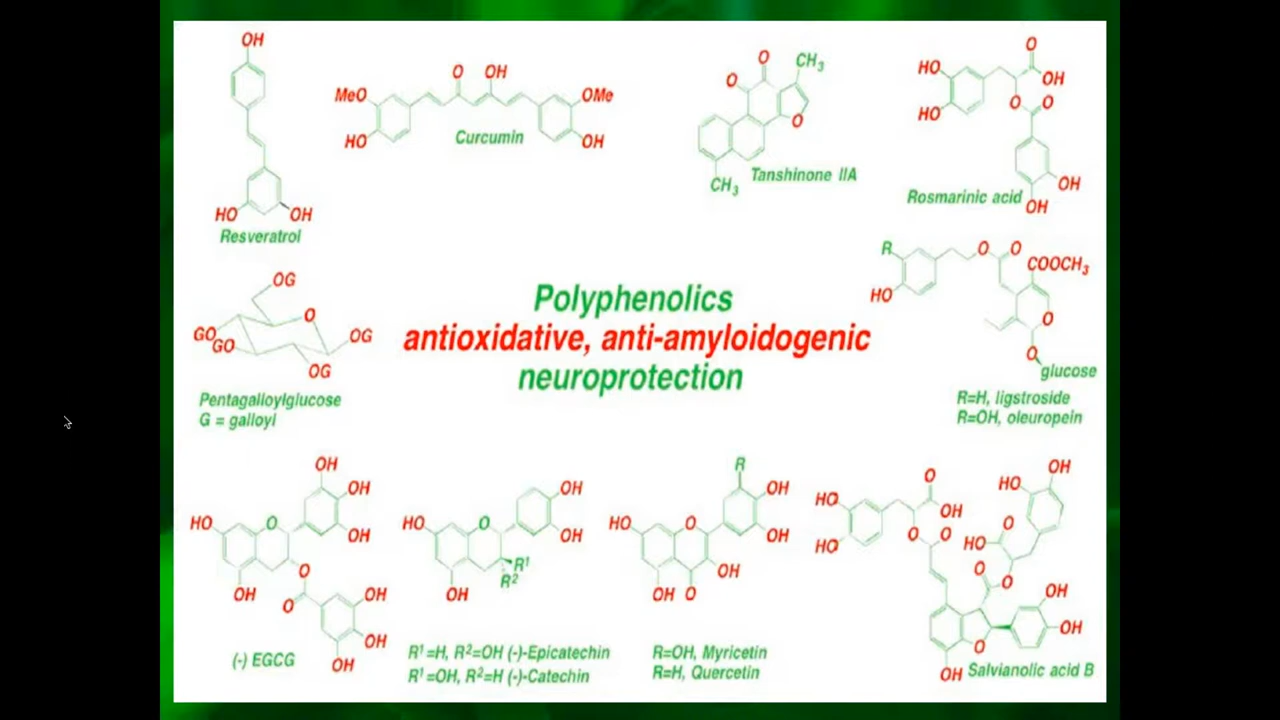 OH
HO
OH
Resveratrol
O
OH
MeO
OMe
HO
OH
Curcumin
O
O
CH3
O
CH3
Tanshinone IIA
O
HO
OH
HO
O
O
OH
OH
Rosmarinic acid
OG
O
GO
GO
OG
OG
Pentagalloylglucose
G = galloyl
Polyphenolics
antioxidative, anti-amyloidogenic
neuroprotection
R
HO
O
O
COOCH3
O
O
glucose
R=H, ligstroside
R=OH, oleuropein
OH
OH
HO
O
OH
O
OH
O
OH
OH
OH
(-) EGCG
OH
HO
O
OH
R1
R2
OH
R1=H, R2=OH (-)-Epicatechin
R1=OH, R2=H (-)-Catechin
R
OH
HO
O
OH
OH
OH
O
R=OH, Myricetin
R=H, Quercetin
O
HO
OH
HO
O
O
OH
HO
O
HO
O
O
OH
OH
O
OH
Salvianolic acid B